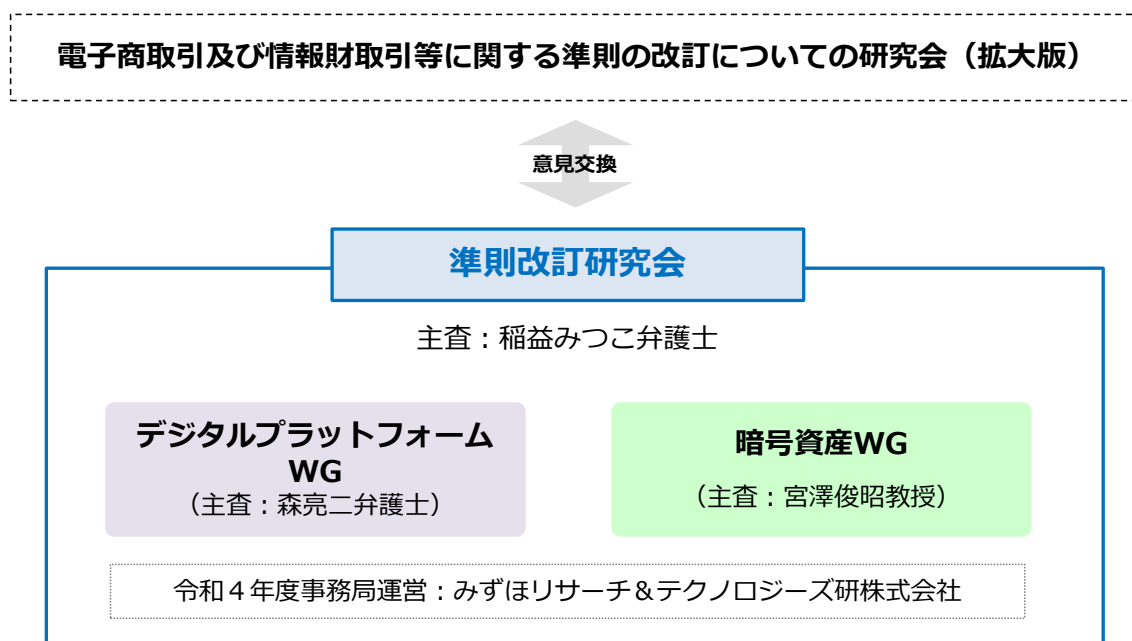 電子商取引及び情報財取引等に関する準則の改訂についての研究会（拡大版）
意見交換
準則改訂研究会
主査：稲益みつこ弁護士
デジタルプラットフォーム
WG
（主査：森亮二弁護士）
暗号資産WG
（主査：宮澤俊昭教授）
令和４年度事務局運営：みずほリサーチ＆テクノロジーズ研株式会社